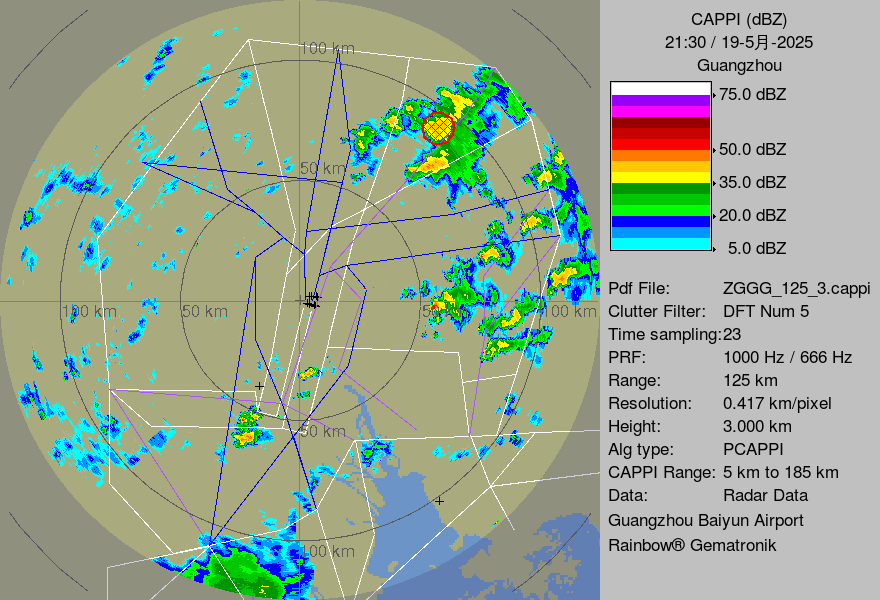 CAPPI (dBZ)
21:30 / 19-5月-2025
Guangzhou
75.0 dBZ
50.0 dBZ
35.0 dBZ
20.0 dBZ
5.0 dBZ
Pdf File: ZGGG_125_3.cappi
Clutter Filter: DFT Num 5
Time sampling:23
PRF: 1000 Hz / 666 Hz
Range: 125 km
Resolution: 0.417 km/pixel
Height: 3.000 km
Alg type: PCAPPI
CAPPI Range: 5 km to 185 km
Data: Radar Data
Guangzhou Baiyun Airport
Rainbow® Gematronik
100 km
50 km
100 km
50 km
50 km
100 km
50 km
100 km